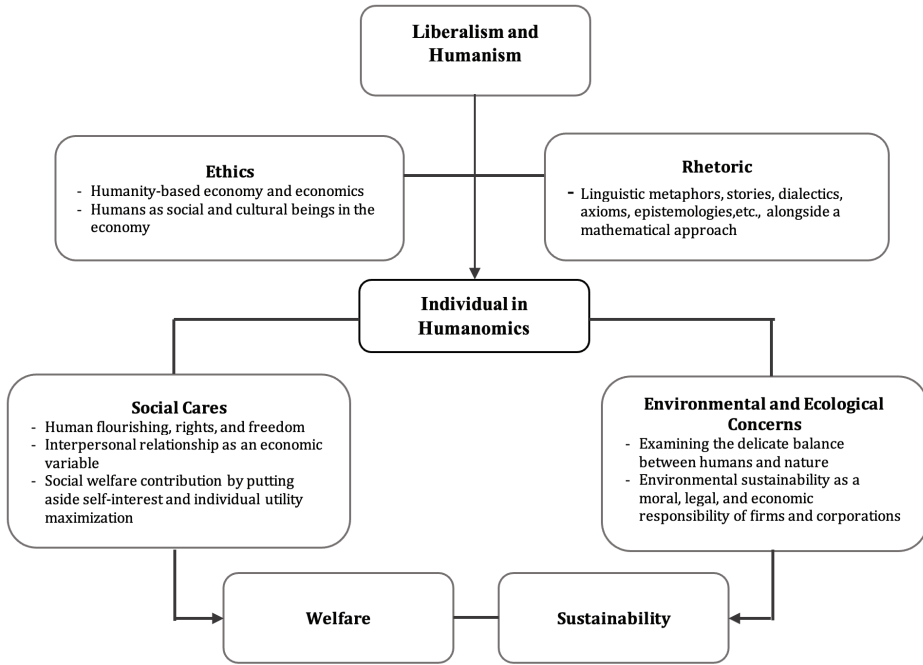 Liberalism and
Humanism
Ethics
- Humanity-based economy and economics
- Humans as social and cultural beings in the
economy
Rhetoric
- Linguistic metaphors, stories, dialectics,
axioms, epistemologies,etc., alongside a
mathematical approach
Individual in
Humanomics
Social Cares
- Human flourishing, rights, and freedom
- Interpersonal relationship as an economic
variable
- Social welfare contribution by putting
aside self-interest and individual utility
maximization
Environmental and Ecological
Concerns
- Examining the delicate balance
between humans and nature
- Environmental sustainability as a
moral, legal, and economic
responsibility of firms and corporations
Welfare
Sustainability